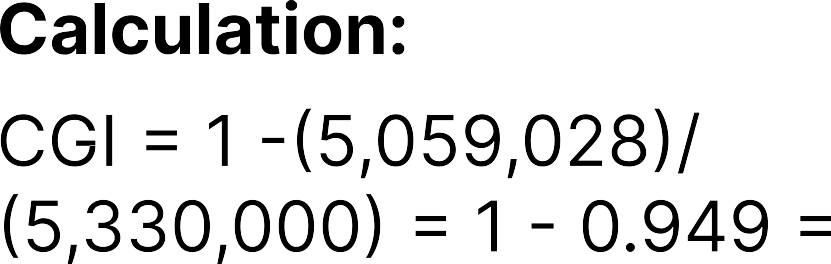 Calculation:
CGI = 1 -(5,059,028)/
(5,330,000) = 1 - 0.949 =